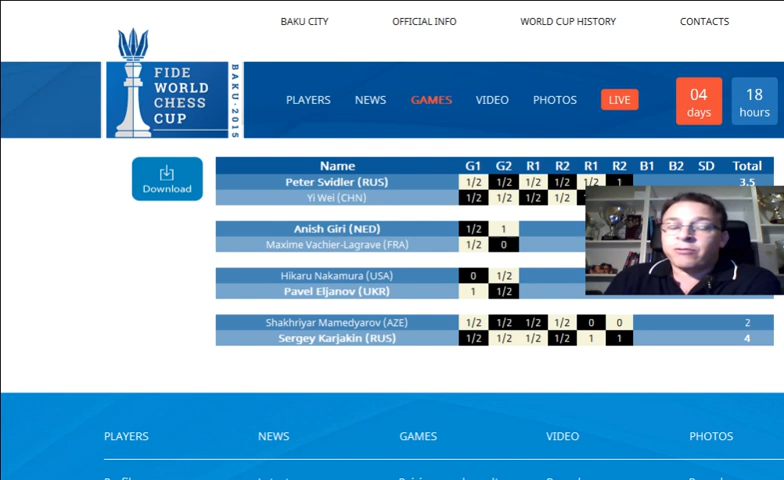 BAKU CITY OFFICIAL INFO WORLD CUP HISTORY CONTACTS
FIDE
WORLD
CHESS
CUP
BAKU·2015
PLAYERS NEWS GAMES VIDEO PHOTOS LIVE
04
days
18
hours
Download
Name G1 G2 R1 R2 R1 R2 B1 B2 SD Total
Peter Svidler (RUS) 1/2 1/2 1/2 1/2 1/2 1 3.5
Yi Wei (CHN) 1/2 1/2 1/2 1/2
Anish Giri (NED) 1/2 1
Maxime Vachier-Lagrave (FRA) 1/2 0
Hikaru Nakamura (USA) 0 1/2
Pavel Eljanov (UKR) 1 1/2
Shakhriyar Mamedyarov (AZE) 1/2 1/2 1/2 1/2 0 0 2
Sergey Karjakin (RUS) 1/2 1/2 1/2 1/2 1 1 4
PLAYERS NEWS GAMES VIDEO PHOTOS